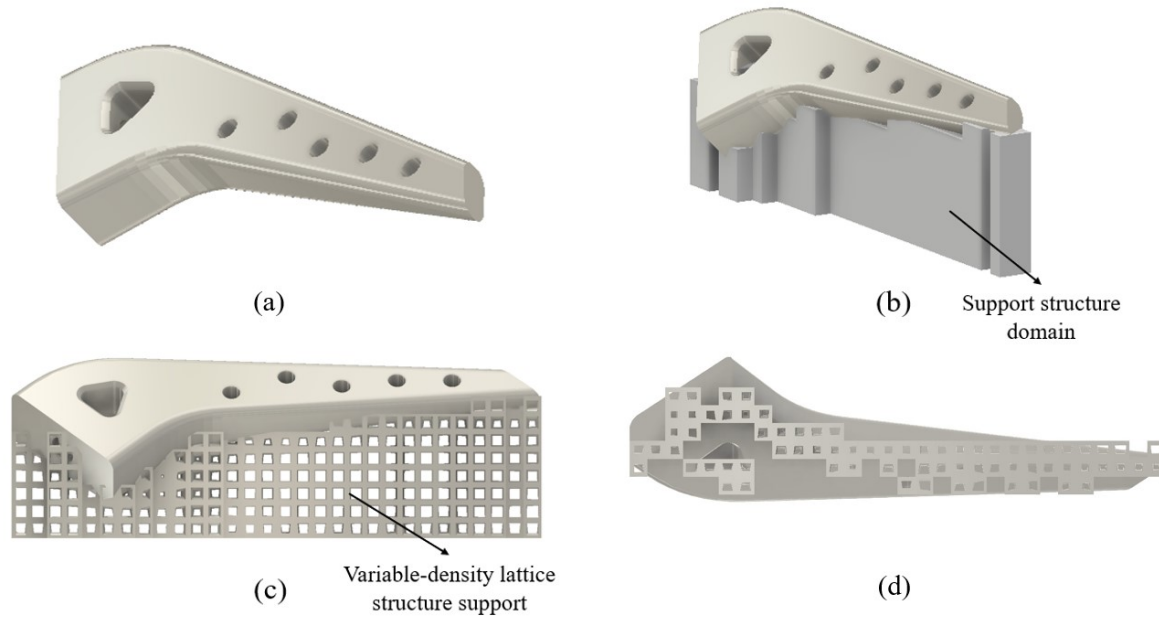 (a)
(b)
Support structure
domain
(c)
Variable-density lattice
structure support
(d)